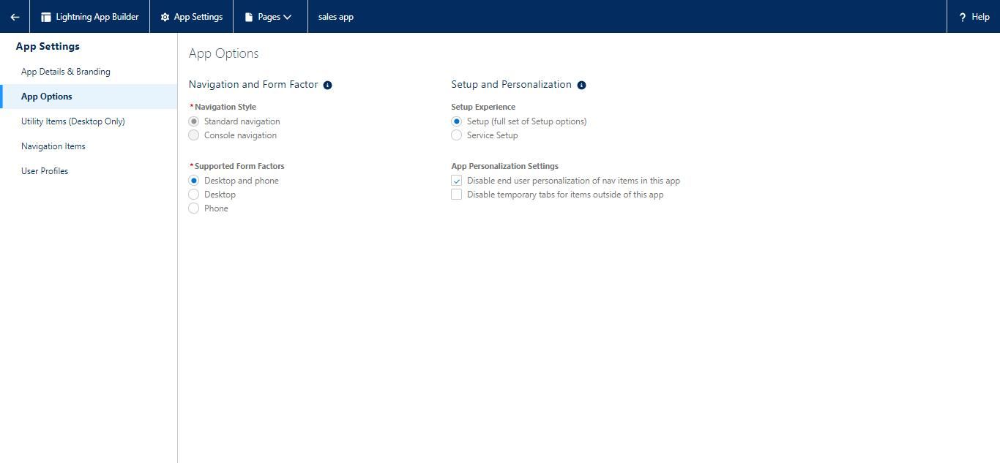 Lightning App Builder
App Settings
Pages
sales app
? Help
App Settings
App Details & Branding
App Options
Utility Items (Desktop Only)
Navigation Items
User Profiles
App Options
Navigation and Form Factor
*Navigation Style
Standard navigation
Console navigation
*Supported Form Factors
Desktop and phone
Desktop
Phone
Setup and Personalization
Setup Experience
Setup (full set of Setup options)
Service Setup
App Personalization Settings
Disable end user personalization of nav items in this app
Disable temporary tabs for items outside of this app